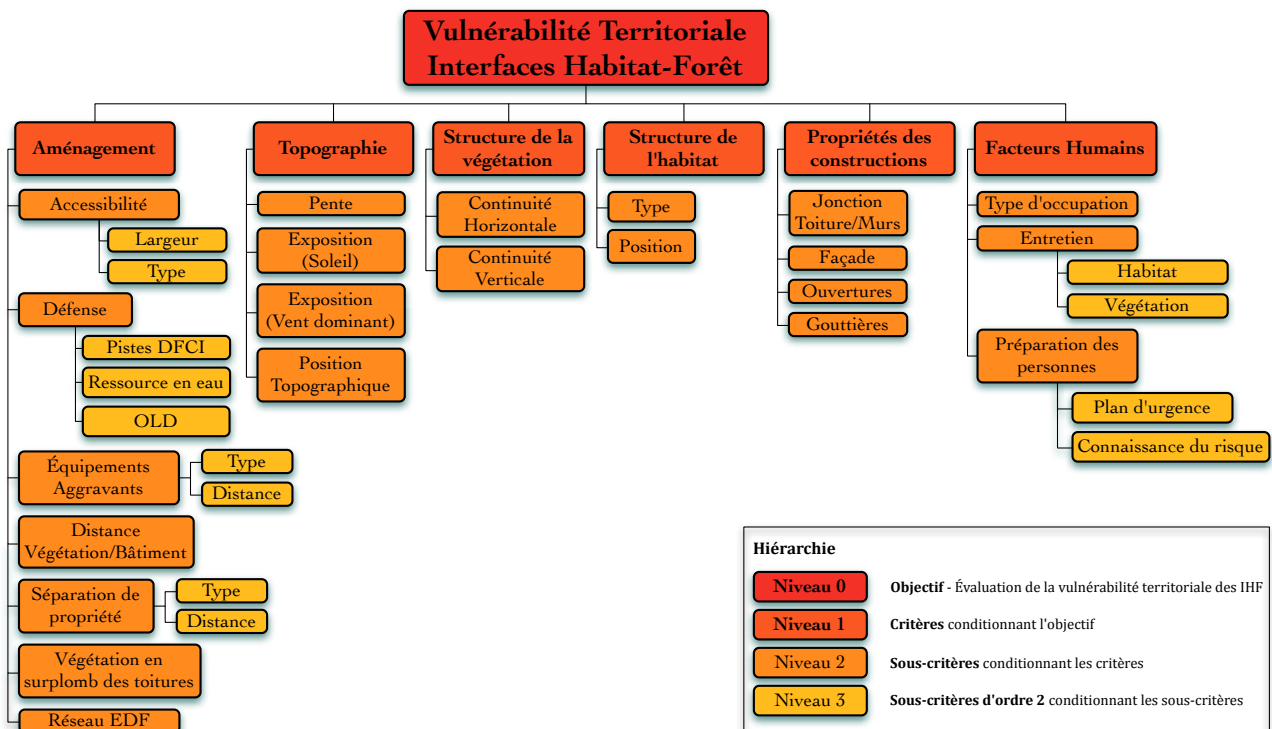 Vulnérabilité Territoriale
Interfaces Habitat-Forêt
Aménagement
Accessibilité
Largeur
Type
Défense
Pistes DFCI
Ressource en eau
OLD
Équipements
Aggravants
Type
Distance
Distance
Végétation/Bâtiment
Séparation de
propriété
Type
Distance
Végétation en
surplomb des toitures
Réseau EDF
Topographie
Pente
Exposition
(Soleil)
Exposition
(Vent dominant)
Position
Topographique
Structure de la
végétation
Continuité
Horizontale
Continuité
Verticale
Structure de
l'habitat
Type
Position
Propriétés des
constructions
Jonction
Toiture/Murs
Façade
Ouvertures
Gouttières
Facteurs Humains
Type d'occupation
Entretien
Habitat
Végétation
Préparation des
personnes
Plan d'urgence
Connaissance du risque
Hiérarchie
Niveau 0 Objectif - Évaluation de la vulnérabilité territoriale des IHF
Niveau 1 Critères conditionnant l'objectif
Niveau 2 Sous-critères conditionnant les critères
Niveau 3 Sous-critères d'ordre 2 conditionnant les sous-critères